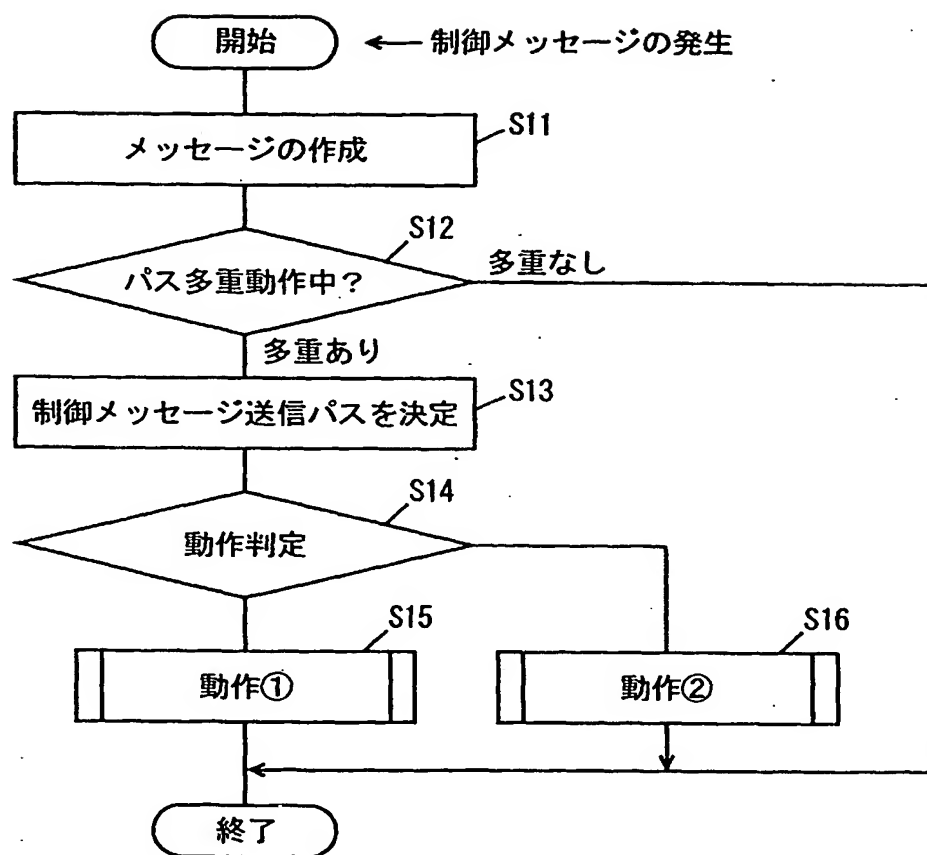 開始
←制御メッセージの発生
S11
メッセージの作成
S12
パス多重動作中？
多重なし
多重あり
S13
制御メッセージ送信パスを決定
S14
動作判定
S15
動作①
S16
動作②
終了